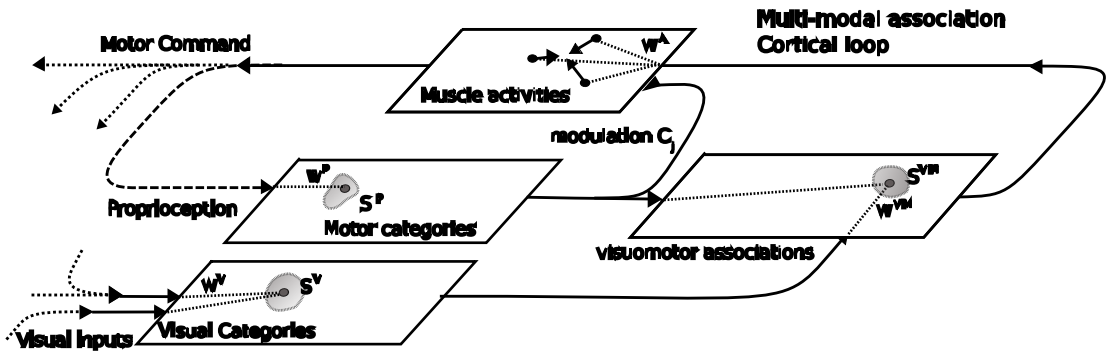 Multi-modal association
Cortical loop
Motor Command
W^A
Muscle activities
modulation C_j
W^P
S^P
Proprioception
Motor categories
S^VM
W^VM
visuomotor associations
W^V
S^V
Visual Categories
Visual inputs